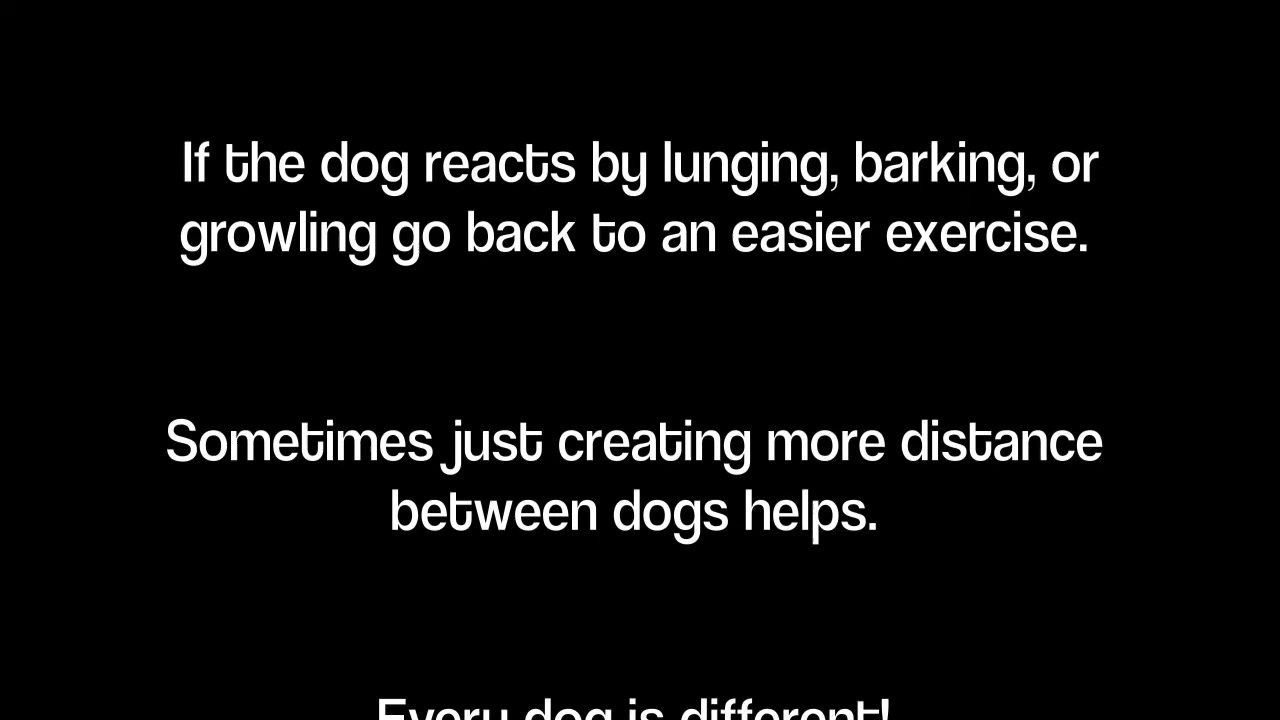 If the dog reacts by lunging, barking, or
growling go back to an easier exercise.
Sometimes just creating more distance
between dogs helps.
Every dog is different!